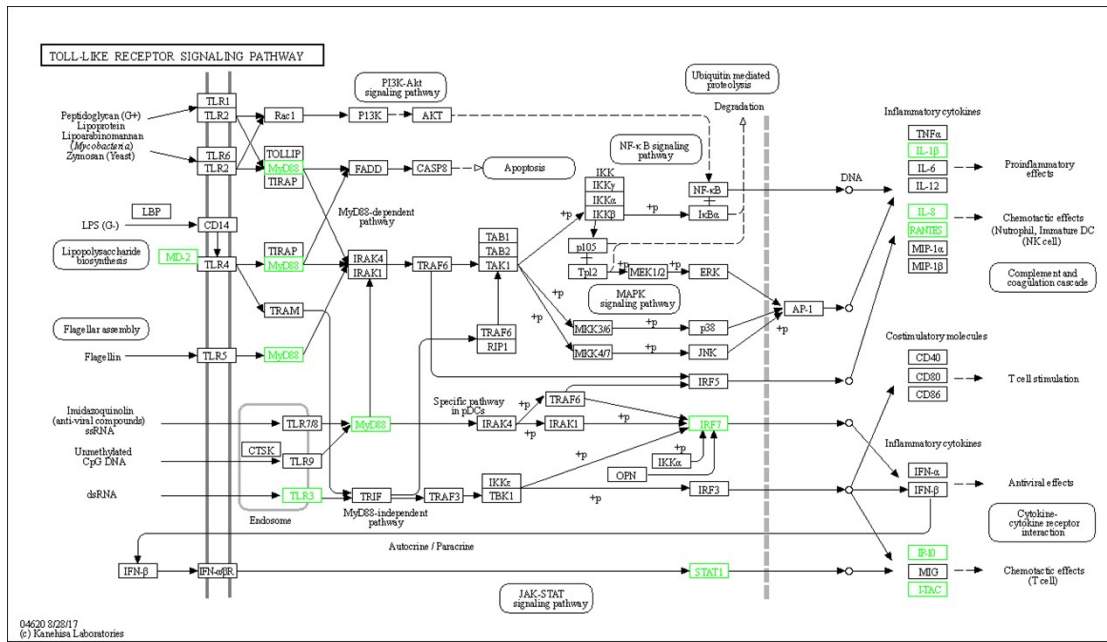 TOLL-LIKE RECEPTOR SIGNALING PATHWAY
Peptidoglycan (G+)
Lipoprotein
Lipoarabinomannan
(Mycobacteria)
Zymosan (Yeast)
LPS (G-)
LBP
Lipopolysaccharide
biosynthesis
Flagellar assembly
Flagellin
Imidazoquinolin
(anti-viral compounds)
ssRNA
Unmethylated
CpG DNA
dsRNA
TLR1
TLR2
TLR6
TLR2
CD14
MD-2
TLR4
TLR5
TLR7/8
CTSK
TLR9
TLR3
Endosome
Rac1
TOLLIP
MyD88
TIRAP
TIRAP
MyD88
TRAM
MyD88
MyD88
TRIF
PI3K-Akt
signaling pathway
PI3K
AKT
FADD
CASP8
Apoptosis
MyD88-dependent
pathway
IRAK4
IRAK1
TRAF6
TAB1
TAB2
TAK1
TRAF6
RIP1
Specific pathway
in pDCs
IRAK4
TRAF6
+p
+p
IRAK1
+p
+p
TRAF3
IKKε
TBK1
+p
+p
MyD88-independent
pathway
Ubiquitin mediated
proteolysis
Degradation
NF-κB signaling
pathway
IKK
IKKγ
IKKα
IKKβ
+p
+p
NF-κB
IκBα
p105
+p
Tpl2
MEK1/2
+p
ERK
MAPK
signaling pathway
+p
+p
MKK3/6
+p
p38
MKK4/7
+p
JNK
AP-1
+p
IRF5
IRF7
IKKα
+p
OPN
IRF3
DNA
Inflammatory cytokines
TNFα
IL-1β
IL-6
IL-12
Proinflammatory
effects
IL-8
RANTES
MIP-1α
MIP-1β
Chemotactic effects
(Nutrophil, Immature DC
(NK cell)
Complement and
coagulation cascade
Costimulatory molecules
CD40
CD80
CD86
T cell stimulation
Inflammatory cytokines
IFN-α
IFN-β
Antiviral effects
Cytokine-
cytokine receptor
interaction
Autocrine / Paracrine
IFN-β
IFN-αβR
STAT1
JAK-STAT
signaling pathway
IP-10
MIG
I-TAC
Chemotactic effects
(T cell)
04620 8/28/17
(c) Kanehisa Laboratories